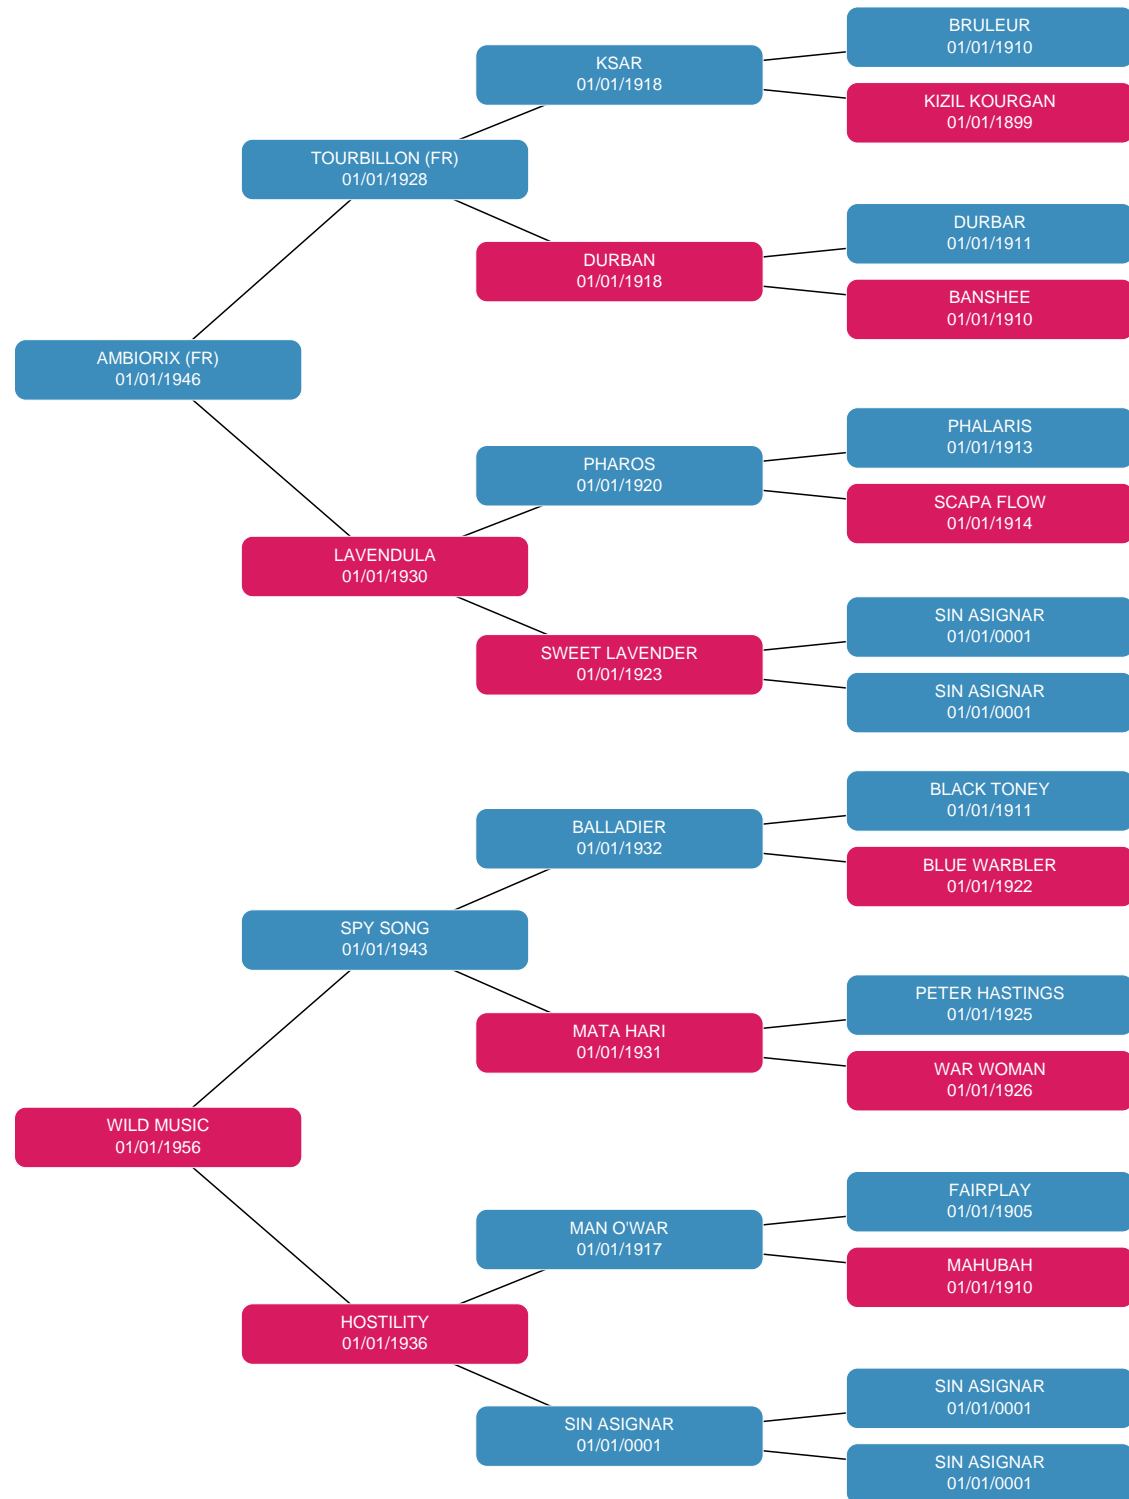 BRULEUR
01/01/1910
KSAR
01/01/1918
KIZIL KOURGAN
01/01/1899
TOURBILLON (FR)
01/01/1928
DURBAR
01/01/1911
DURBAN
01/01/1918
BANSHEE
01/01/1910
AMBIORIX (FR)
01/01/1946
PHALARIS
01/01/1913
PHAROS
01/01/1920
SCAPA FLOW
01/01/1914
LAVENDULA
01/01/1930
SIN ASIGNAR
01/01/0001
SWEET LAVENDER
01/01/1923
SIN ASIGNAR
01/01/0001
BLACK TONEY
01/01/1911
BALLADIER
01/01/1932
BLUE WARBLER
01/01/1922
SPY SONG
01/01/1943
PETER HASTINGS
01/01/1925
MATA HARI
01/01/1931
WAR WOMAN
01/01/1926
WILD MUSIC
01/01/1956
FAIRPLAY
01/01/1905
MAN O'WAR
01/01/1917
MAHUBAH
01/01/1910
HOSTILITY
01/01/1936
SIN ASIGNAR
01/01/0001
SIN ASIGNAR
01/01/0001
SIN ASIGNAR
01/01/0001